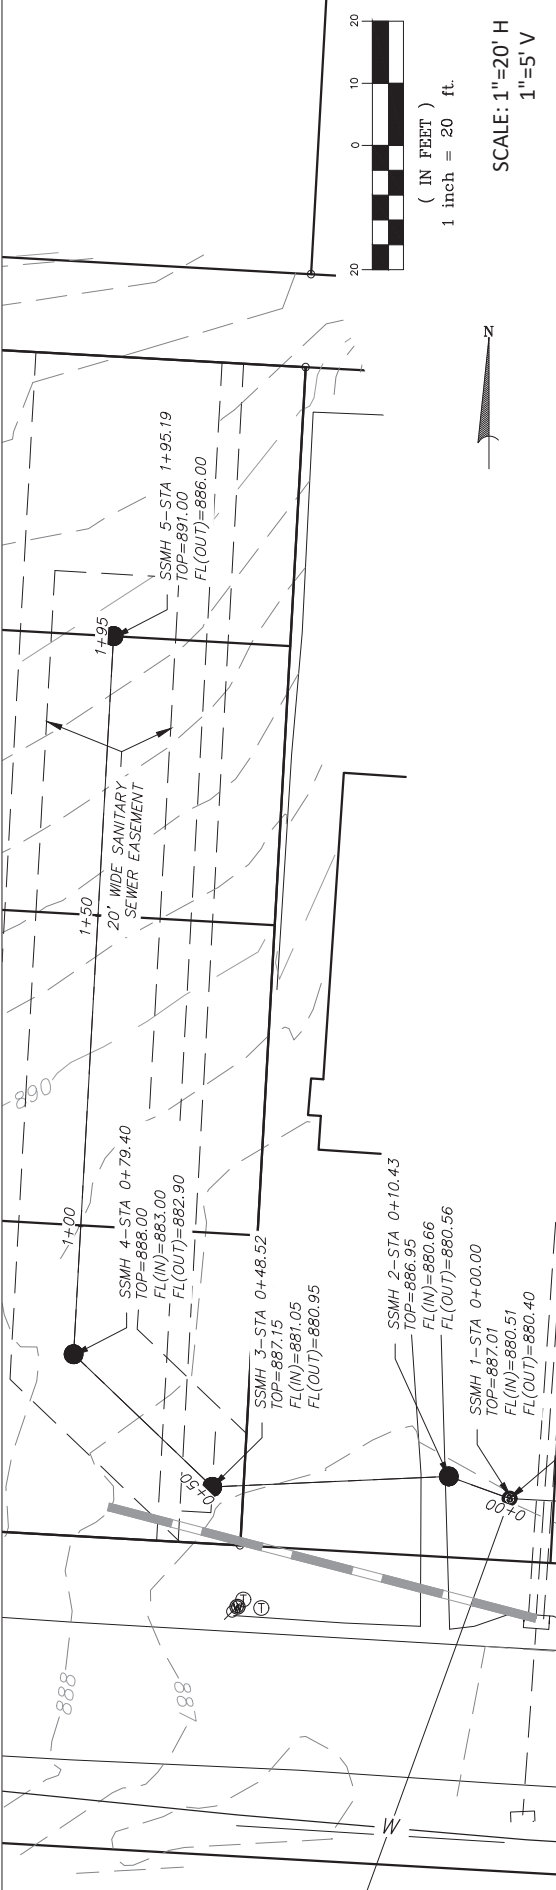 20
10
0
20
( IN FEET )
1 inch = 20 ft.
SCALE: 1"=20' H
1"=5' V
N
SSMH 5-STA 1+95.19
TOP=891.00
FL(OUT)=886.00
1+95
20' WIDE SANITARY
SEWER EASEMENT
1+50
890
SSMH 4-STA 0+79.40
TOP=888.00
FL(IN)=883.00
FL(OUT)=882.90
1+00
SSMH 3-STA 0+48.52
TOP=887.15
FL(IN)=881.05
FL(OUT)=880.95
0+50
SSMH 2-STA 0+10.43
TOP=886.95
FL(IN)=880.66
FL(OUT)=880.56
SSMH 1-STA 0+00.00
TOP=887.01
FL(IN)=880.51
FL(OUT)=880.40
0+00
W
T
T
888
887
W